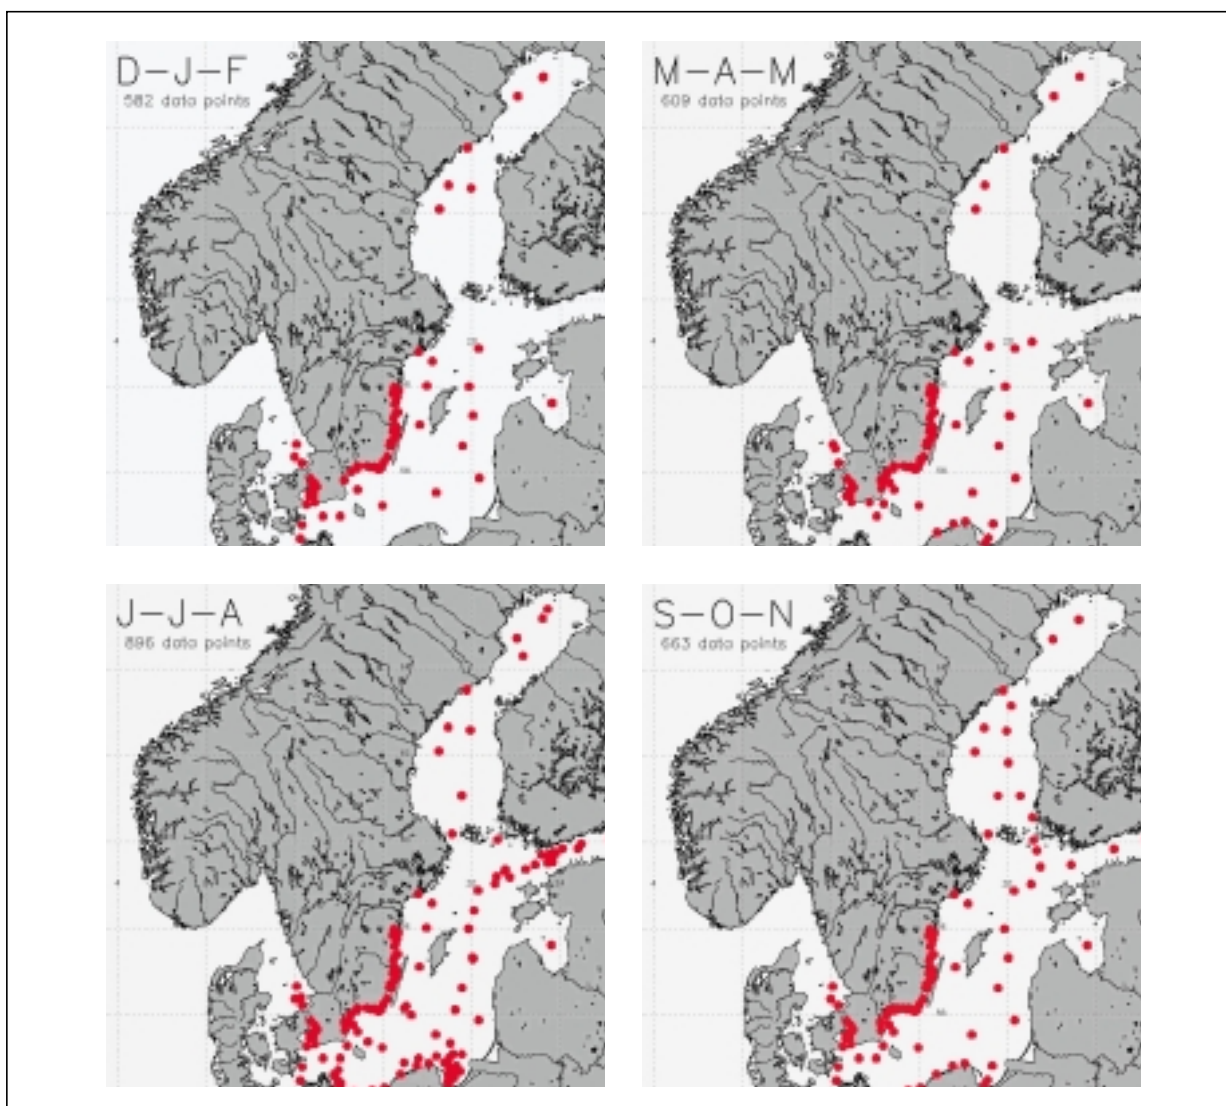 D-J-F
582 data points
M-A-M
609 data points
J-J-A
896 data points
S-O-N
663 data points